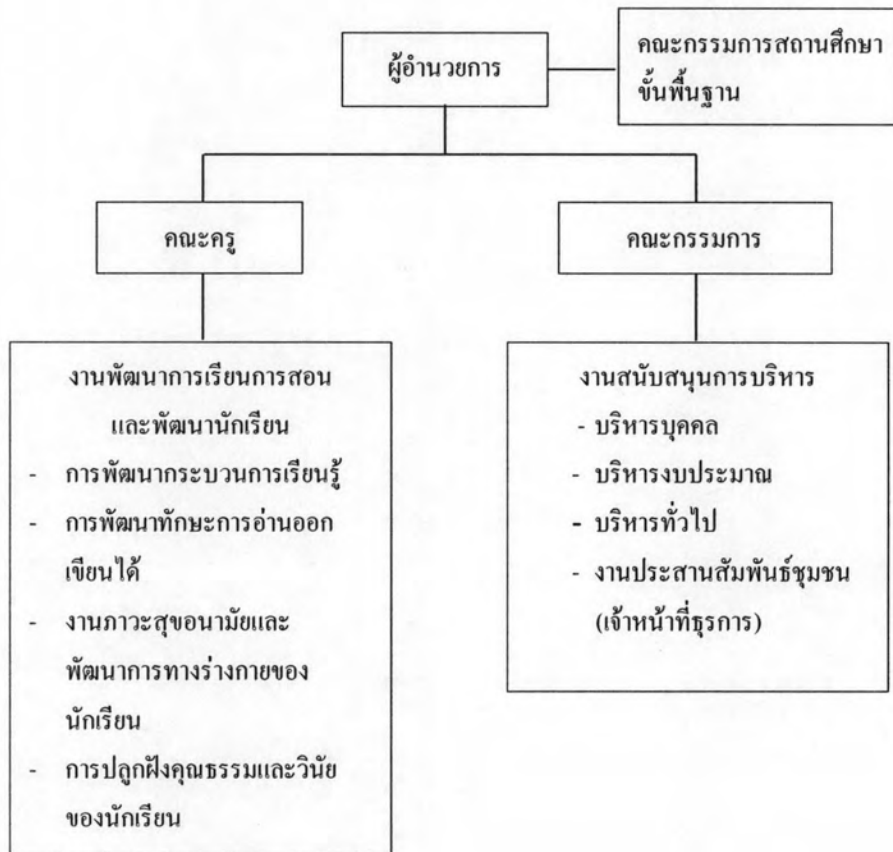 ผู้อำนวยการ
คณะกรรมการสถานศึกษา
ขั้นพื้นฐาน
คณะครู
คณะกรรมการ
งานพัฒนาการเรียนการสอน
และพัฒนานักเรียน
- การพัฒนากระบวนการเรียนรู้
- การพัฒนาทักษะการอ่านออก
เขียนได้
- งานภาวะสุขอนามัยและ
พัฒนาการทางร่างกายของ
นักเรียน
- การปลูกฝังคุณธรรมและวินัย
ของนักเรียน
งานสนับสนุนการบริหาร
- บริหารบุคคล
- บริหารงบประมาณ
- บริหารทั่วไป
- งานประสานสัมพันธ์ชุมชน
(เจ้าหน้าที่ธุรการ)